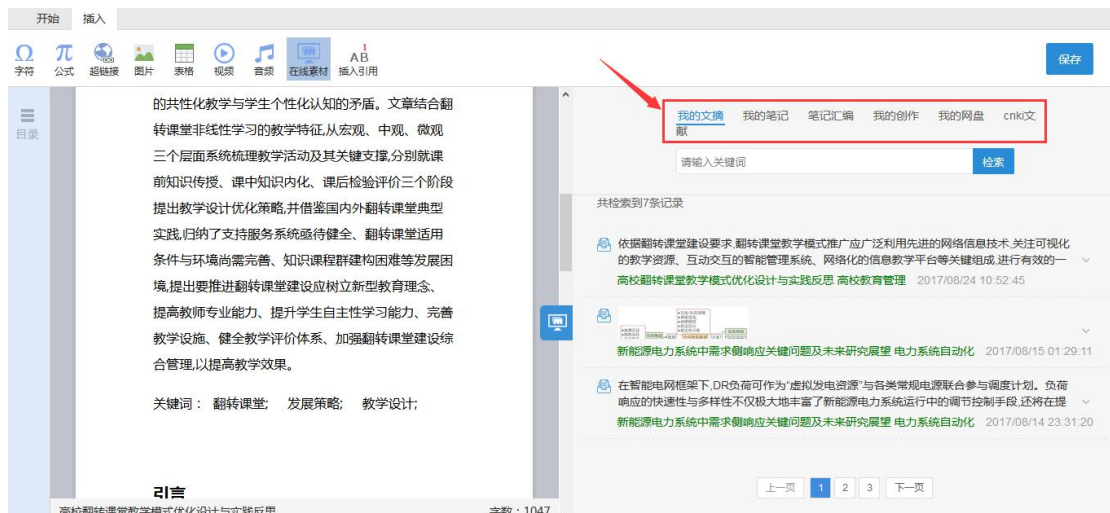 开始 插入
字符 公式 超链接 图片 表格 视频 音频 在线素材 插入引用
保存
目录
的共性化教学与学生个性化认知的矛盾。文章结合翻
转课堂非线性学习的教学特征,从宏观、中观、微观
三个层面系统梳理教学活动及其关键支撑,分别就课
前知识传授、课中知识内化、课后检验评价三个阶段
提出教学设计优化策略,并借鉴国内外翻转课堂典型
实践,归纳了支持服务系统亟待健全、翻转课堂适用
条件与环境尚需完善、知识课程群建构困难等发展困
境,提出要推进翻转课堂建设应树立新型教育理念、
提高教师专业能力、提升学生自主性学习能力、完善
教学设施、健全教学评价体系、加强翻转课堂建设综
合管理,以提高教学效果。
关键词： 翻转课堂; 发展策略; 教学设计;
引言
高校翻转课堂教学模式优化设计与实践反思 字数：1047
我的文摘 我的笔记 笔记汇编 我的创作 我的网盘 cnki文
献
请输入关键词 检索
共检索到7条记录
依据翻转课堂建设要求,翻转课堂教学模式推广应广泛利用先进的网络信息技术,关注可视化
的教学资源、互动交互的智能管理系统、网络化的信息教学平台等关键组成,进行有效的一
高校翻转课堂教学模式优化设计与实践反思 高校教育管理 2017/08/24 10:52:45
新能源电力系统中需求侧响应关键问题及未来研究展望 电力系统自动化 2017/08/15 01:29:11
在智能电网框架下,DR负荷可作为“虚拟发电资源”与各类常规电源联合参与调度计划。负荷
响应的快速性与多样性不仅极大地丰富了新能源电力系统运行中的调节控制手段,还将在提
新能源电力系统中需求侧响应关键问题及未来研究展望 电力系统自动化 2017/08/14 23:31:20
上一页 1 2 3 下一页